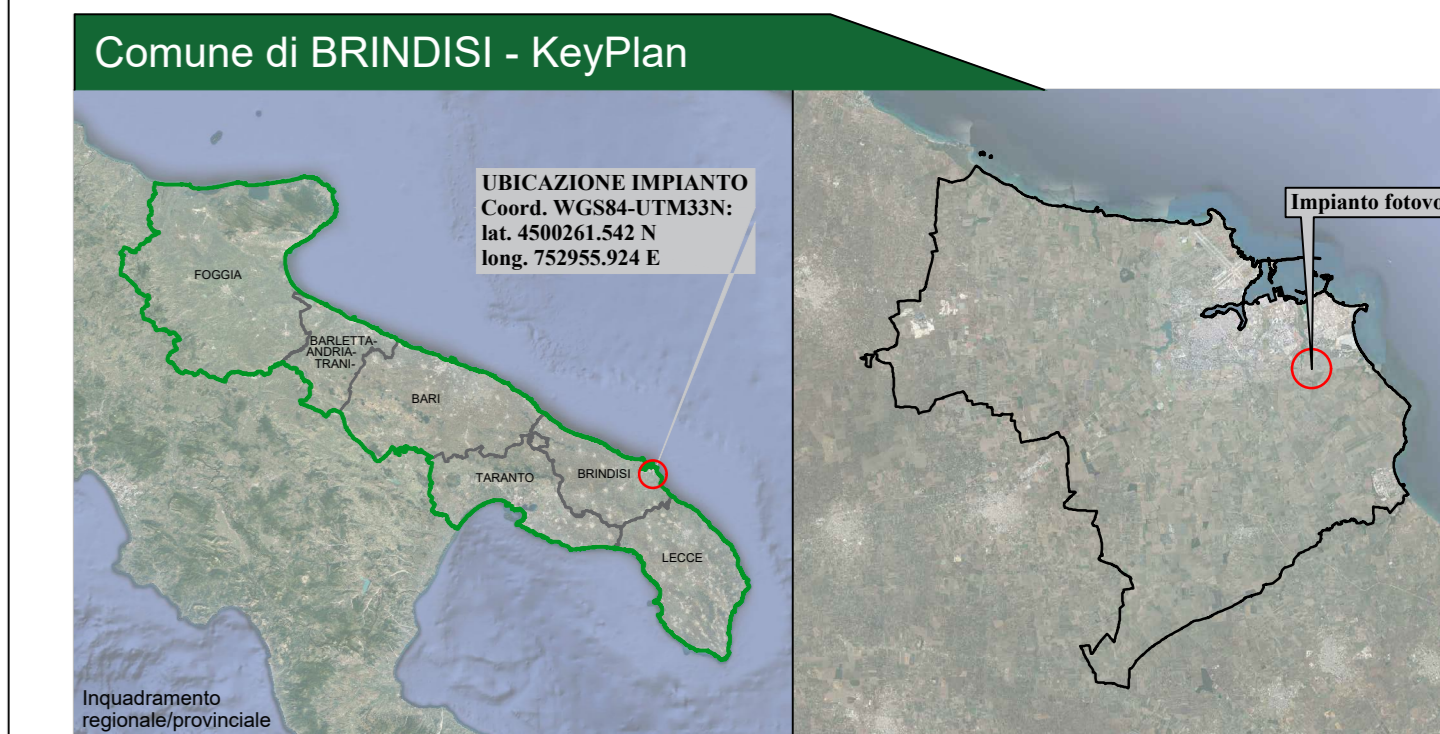 Comune di BRINDISI - KeyPlan
UBICAZIONE IMPIANTO
Coord. WGS84-UTM33N:
lat. 4500261.542 N
long. 752955.924 E
FOGGIA
BARLETTA-
ANDRIA-
TRANI-
BARI
TARANTO
BRINDISI
LECCE
Inquadramento
regionale/provinciale
Impianto fotovo